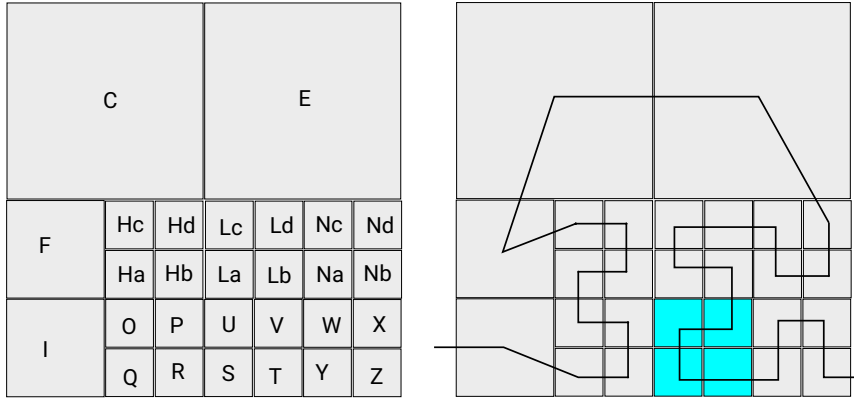 C E
F Hc Hd Lc Ld Nc Nd
Ha Hb La Lb Na Nb
I O P U V W X
Q R S T Y Z